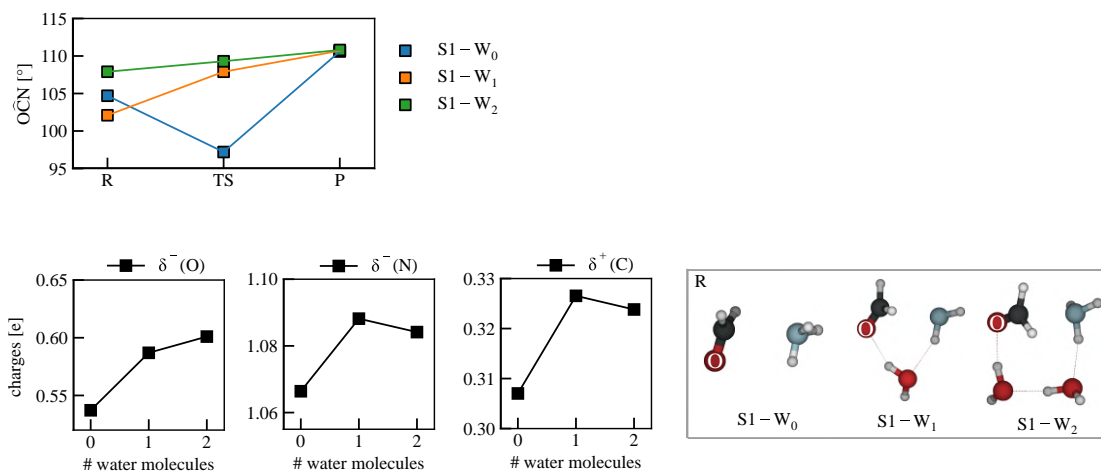 115
110
105
100
95
OĈN [°]
R TS P
S1−W₀
S1−W₁
S1−W₂
δ⁻(O)
0.65
0.60
0.55
charges [e]
0 1 2
# water molecules
δ⁻(N)
1.10
1.08
1.06
0 1 2
# water molecules
δ⁺(C)
0.33
0.32
0.31
0.30
0 1 2
# water molecules
R
O O O
S1−W₀ S1−W₁ S1−W₂